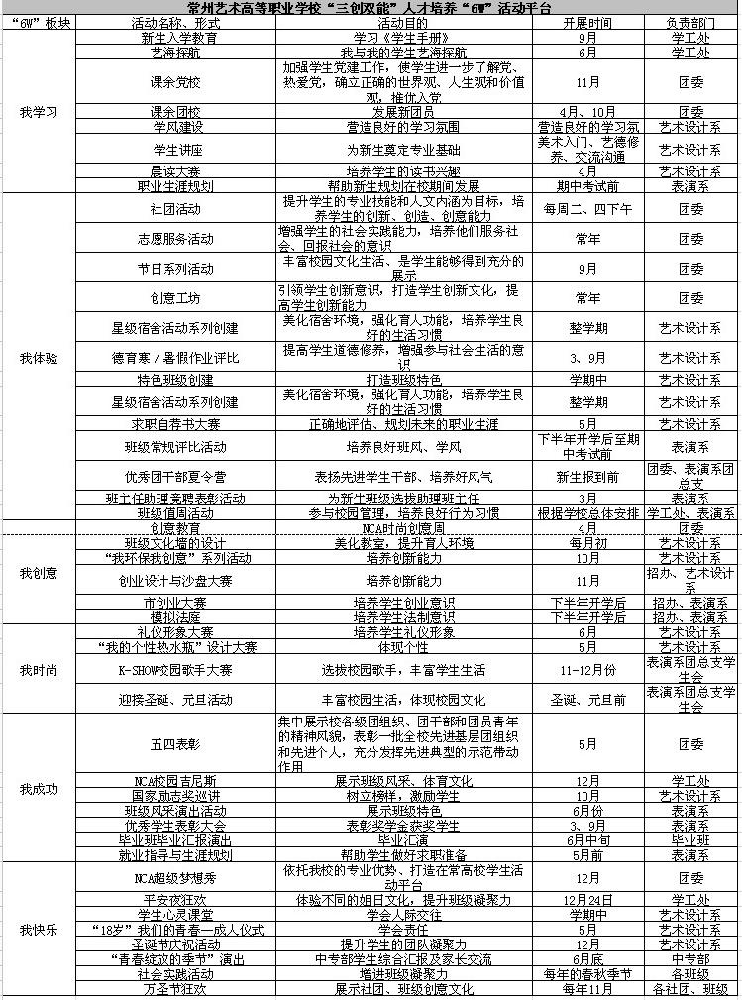 常州艺术高等职业学校“三创双能”人才培养“6W”活动平台
“6W”板块 活动名称、形式 活动目的 开展时间 负责部门
我学习
新生入学教育 学习《学生手册》 9月 学工处
艺海探航 我与我的学生艺海探航 6月 学工处
课余党校 加强学生党建工作，使学生进一步了解党、热爱党，确立正确的世界观、人生观和价值观，推优入党 11月 团委
课余团校 发展新团员 4月、10月 团委
学风建设 营造良好的学习氛围 营造良好的学习氛 艺术设计系
学生讲座 为新生奠定专业基础 美术入门、艺德修养、交流沟通 艺术设计系
晨读大赛 培养学生的读书兴趣 4月 艺术设计系
职业生涯规划 帮助新生规划在校期间发展 期中考试前 表演系
我体验
社团活动 提升学生的专业技能和人文内涵为目标，培养学生的创新、创造、创意能力 每周二、四下午 团委
志愿服务活动 增强学生的社会实践能力，培养他们服务社会、回报社会的意识 常年 团委
节日系列活动 丰富校园文化生活、是学生能够得到充分的展示 9月 团委
创意工坊 引领学生创新意识，打造学生创新文化，提高学生创新能力 常年 团委
星级宿舍活动系列创建 美化宿舍环境，强化育人功能，培养学生良好的生活习惯 整学期 艺术设计系
德育寒／暑假作业评比 提高学生道德修养，增强参与社会生活的意识 3、9月 艺术设计系
特色班级创建 打造班级特色 学期中 艺术设计系
星级宿舍活动系列创建 美化宿舍环境，强化育人功能，培养学生良好的生活习惯 整学期 艺术设计系
求职自荐书大赛 正确地评估、规划未来的职业生涯 5月 艺术设计系
班级常规评比活动 培养良好班风、学风 下半年开学后至期中考试前 表演系
优秀团干部夏令营 表扬先进学生干部、培养好风气 新生报到前 团委、表演系团总支
班主任助理竞聘表彰活动 为新生班级选拔助理班主任 3月 表演系
班级值周活动 参与校园管理，培养良好行为习惯 根据学校总体安排 学工处、表演系
我创意
创意教育 NCA时尚创意周 4月 团委
班级文化墙的设计 美化教室，提升育人环境 每月初 艺术设计系
“我环保我创意”系列活动 培养创新能力 10月 艺术设计系
创业设计与沙盘大赛 培养创新能力 11月 招办、艺术设计系
市创业大赛 培养学生创业意识 下半年开学后 招办、表演系
模拟法庭 培养学生法制意识 下半年开学后 招办、表演系
我时尚
礼仪形象大赛 培养学生礼仪形象 6月 艺术设计系
“我的个性热水瓶”设计大赛 体现个性 5月 艺术设计系
K-SHOW校园歌手大赛 选拔校园歌手，丰富学生生活 11-12月份 表演系团总支学生会
迎接圣诞、元旦活动 丰富校园生活，体现校园文化 圣诞、元旦前 表演系团总支学生会
我成功
五四表彰 集中展示校各级团组织、团干部和团员青年的精神风貌，表彰一批全校先进基层团组织和先进个人，充分发挥先进典型的示范带动作用 5月 团委
NCA校园吉尼斯 展示班级风采、体育文化 12月 学工处
国家励志奖巡讲 树立榜样，激励学生 10月 艺术设计系
班级风采演出活动 展示班级特色 6月份 表演系
优秀学生表彰大会 表彰奖学金获奖学生 3、9月 表演系
毕业班毕业汇报演出 毕业汇演 6月中旬 毕业班
就业指导与生涯规划 帮助学生做好求职准备 5月前 表演系
我快乐
NCA超级梦想秀 依托我校的专业优势、打造在常高校学生活动平台 12月 团委
平安夜狂欢 体验不同的姐日文化，提升班级凝聚力 12月24日 学工处
学生心灵课堂 学会人际交往 学期中 艺术设计系
“18岁”我们的青春—成人仪式 学会责任 5月 艺术设计系
圣诞节庆祝活动 提升学生的团队凝聚力 12月 艺术设计系
“青春绽放的季节”演出 中专部学生综合汇报及家长交流 6月底 中专部
社会实践活动 增进班级凝聚力 每年的春秋季节 各班级
万圣节狂欢 展示社团、班级创意文化 每年11月 各社团、班级